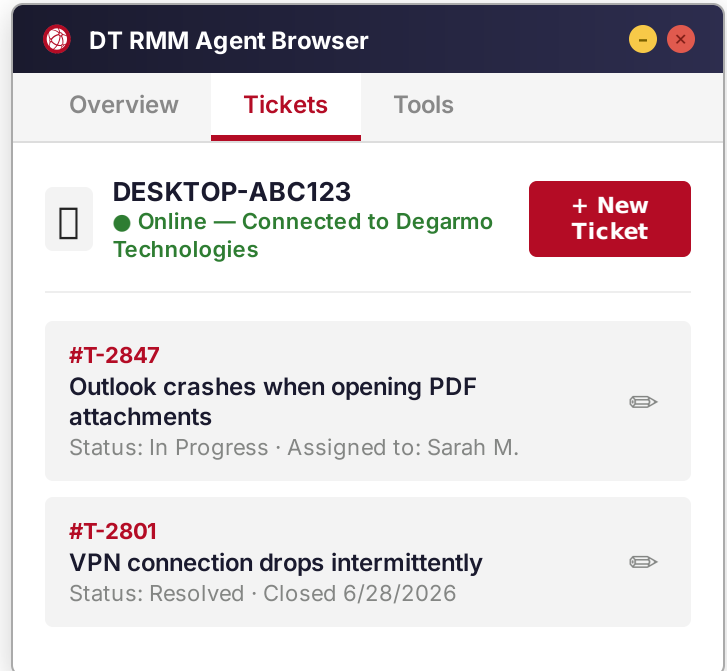 DT RMM Agent Browser
Overview
Tickets
Tools
DESKTOP-ABC123
● Online — Connected to Degarmo
Technologies
+ New
Ticket
#T-2847
Outlook crashes when opening PDF
attachments
Status: In Progress · Assigned to: Sarah M.
#T-2801
VPN connection drops intermittently
Status: Resolved · Closed 6/28/2026